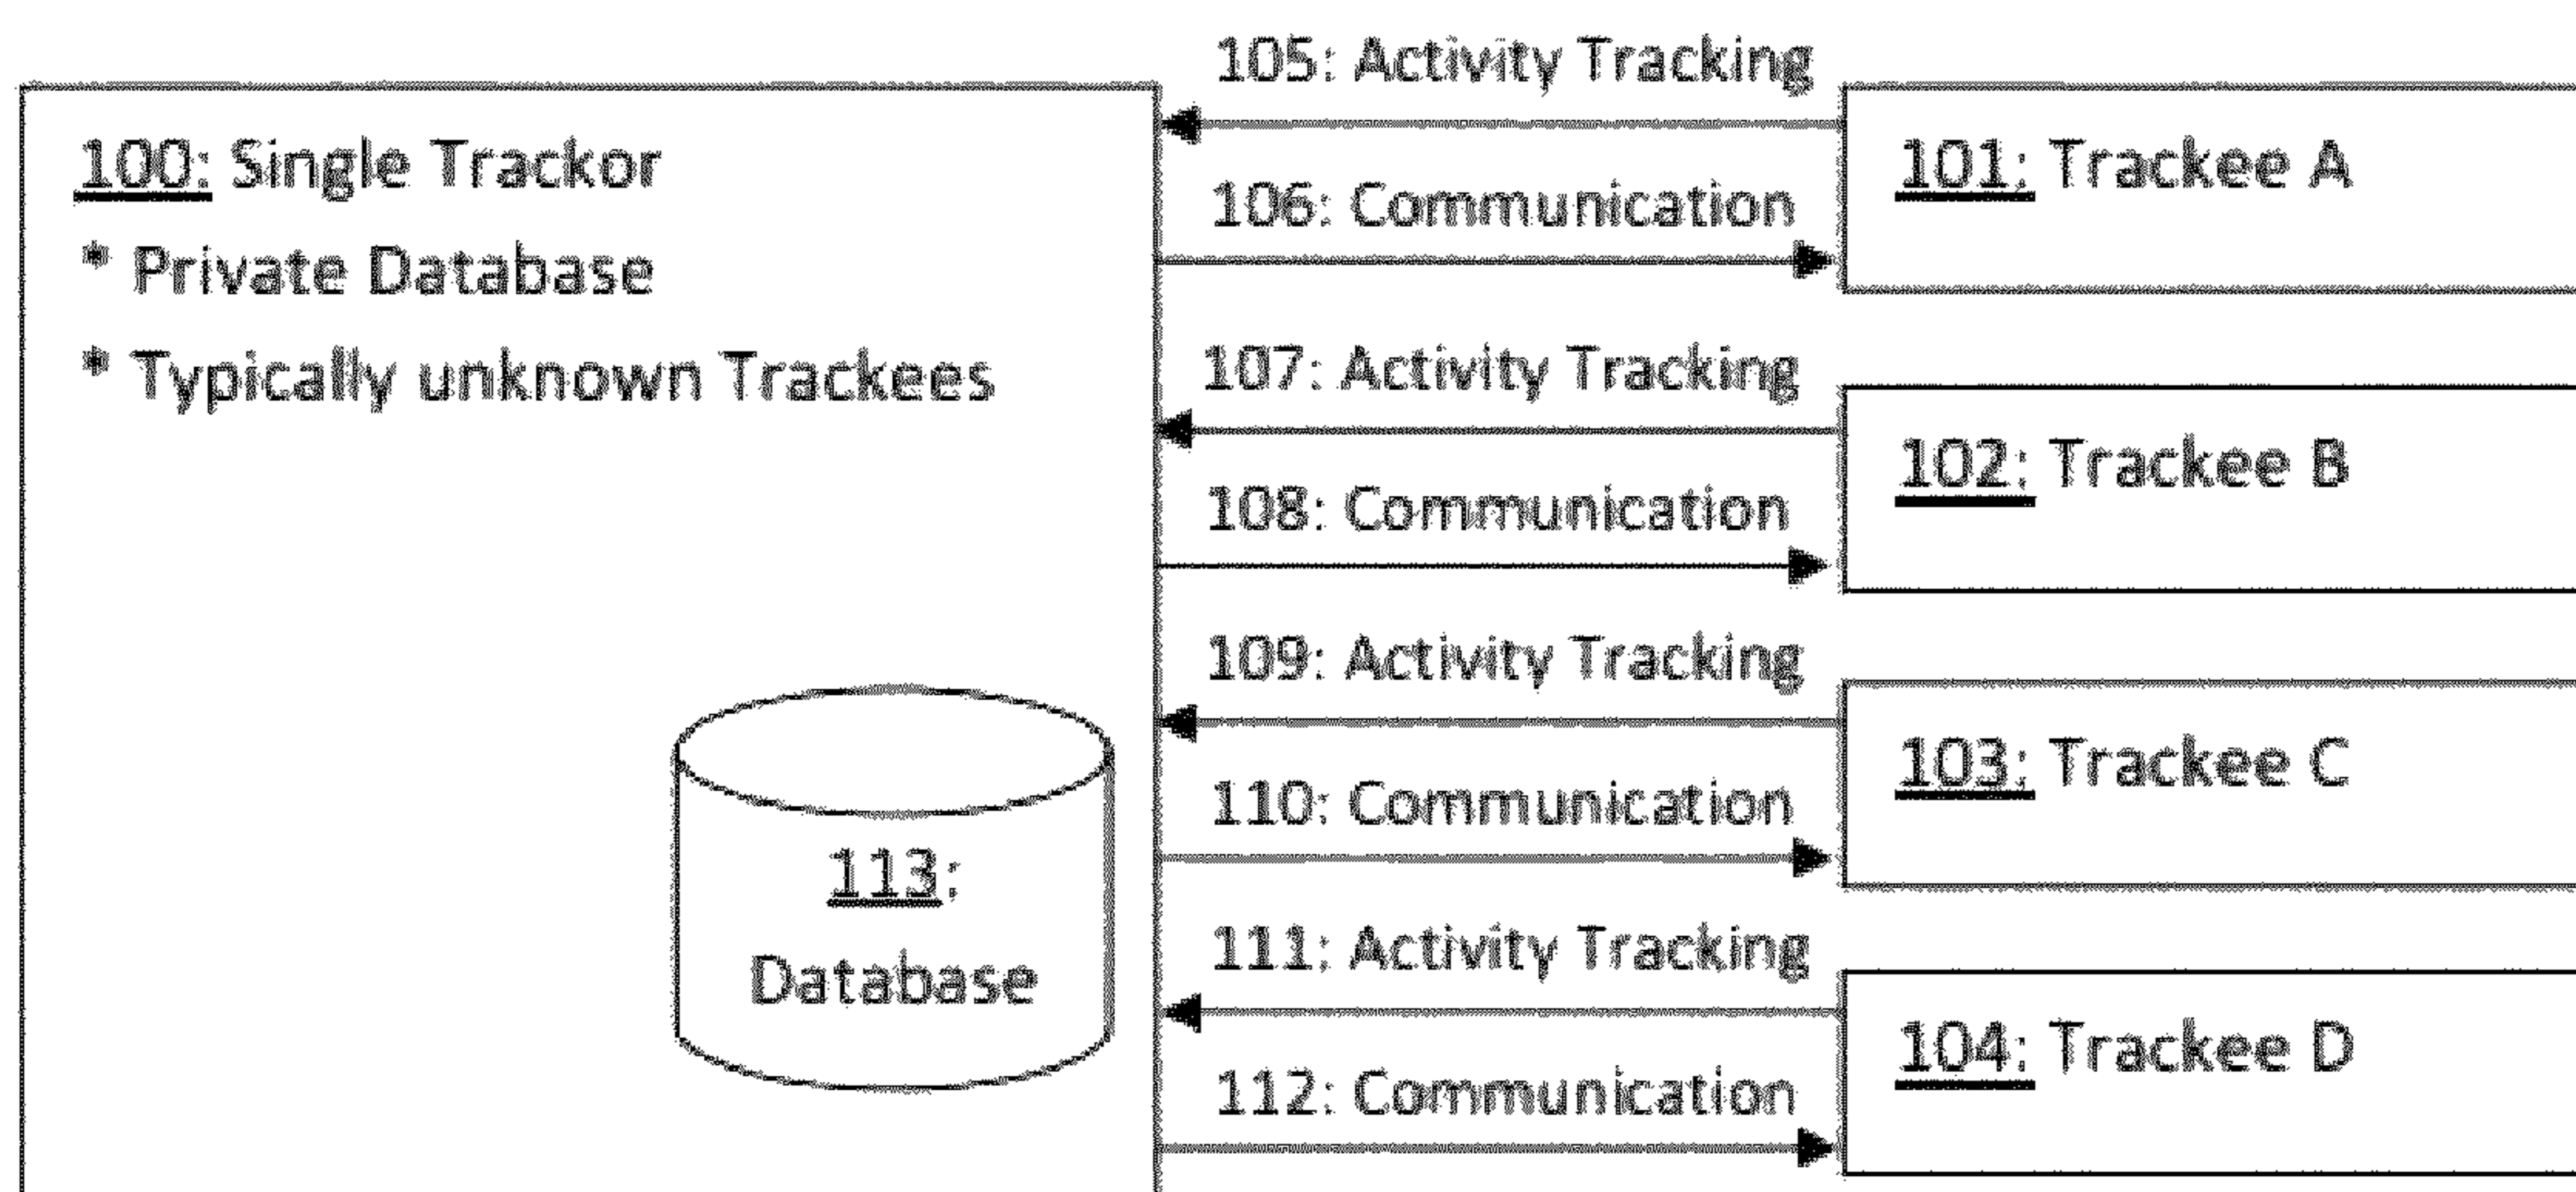 100: Single Trackor
* Private Database
* Typically unknown Trackees
113:
Database
105: Activity Tracking
106: Communication
107: Activity Tracking
108: Communication
109: Activity Tracking
110: Communication
111: Activity Tracking
112: Communication
101: Trackee A
102: Trackee B
103: Trackee C
104: Trackee D